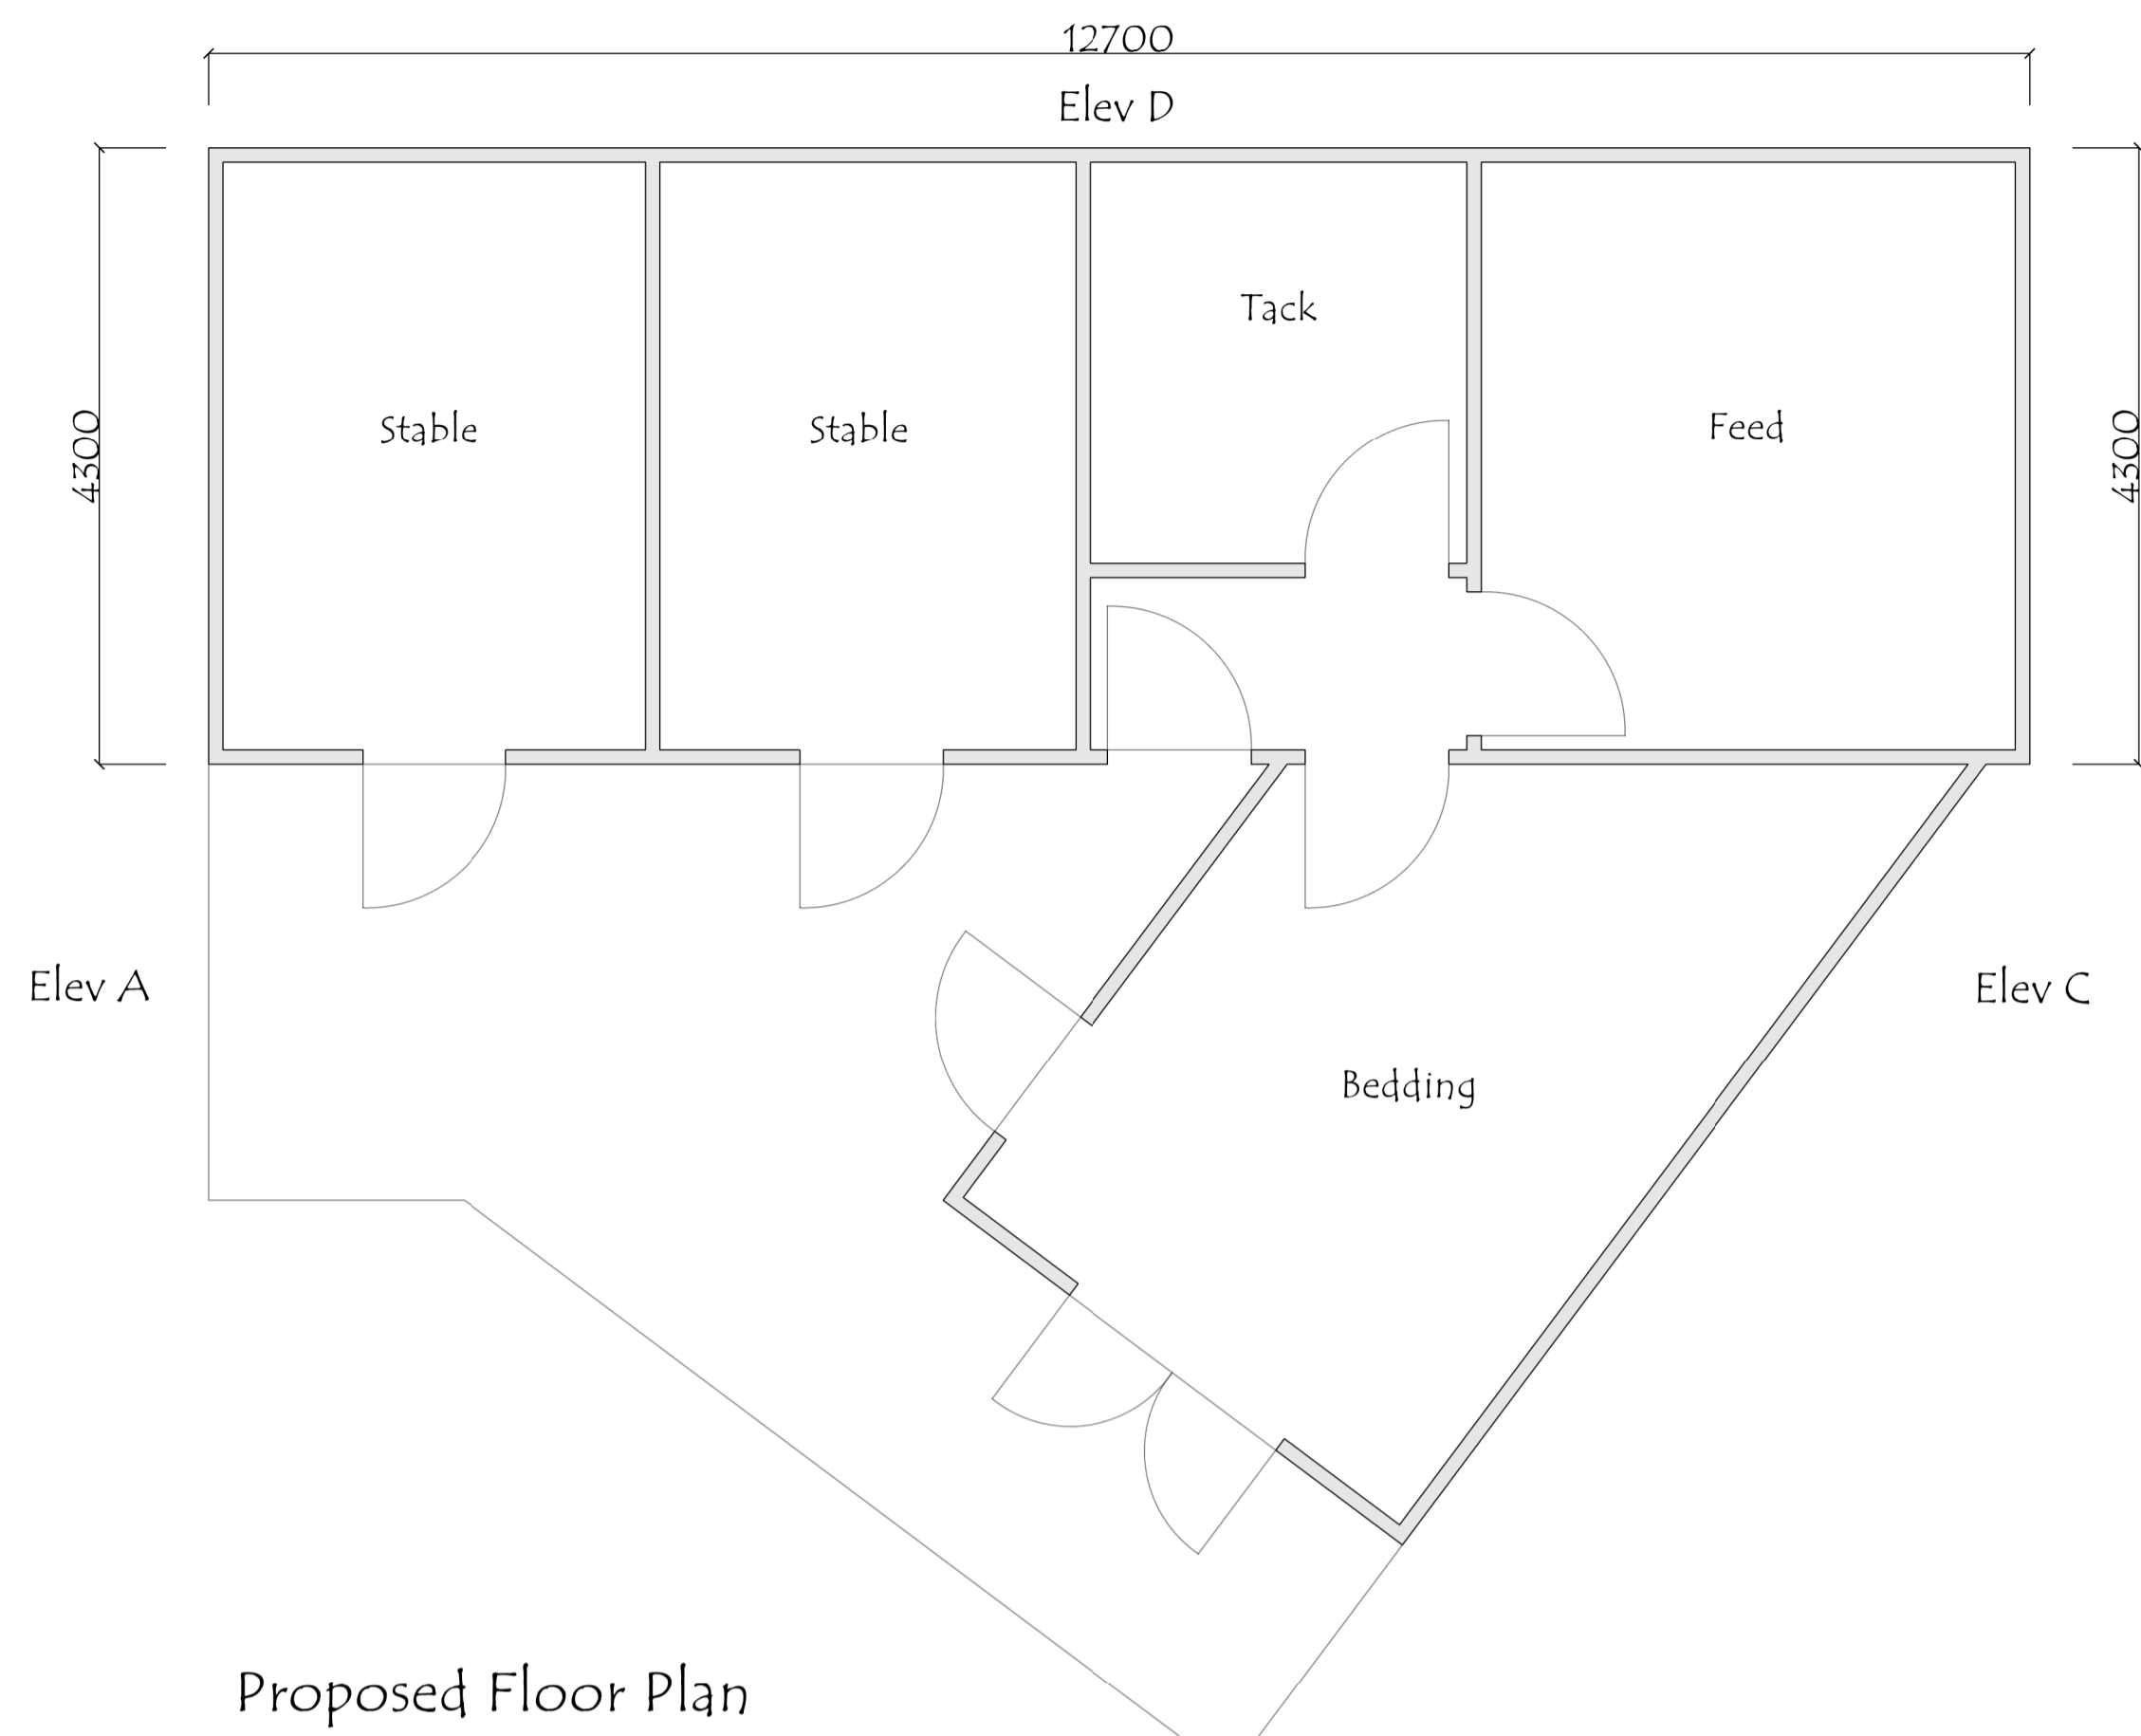 12700
Elev D
Tack
Stable
Stable
Feed
4300
4300
Elev A
Elev C
Bedding
Proposed Floor Plan